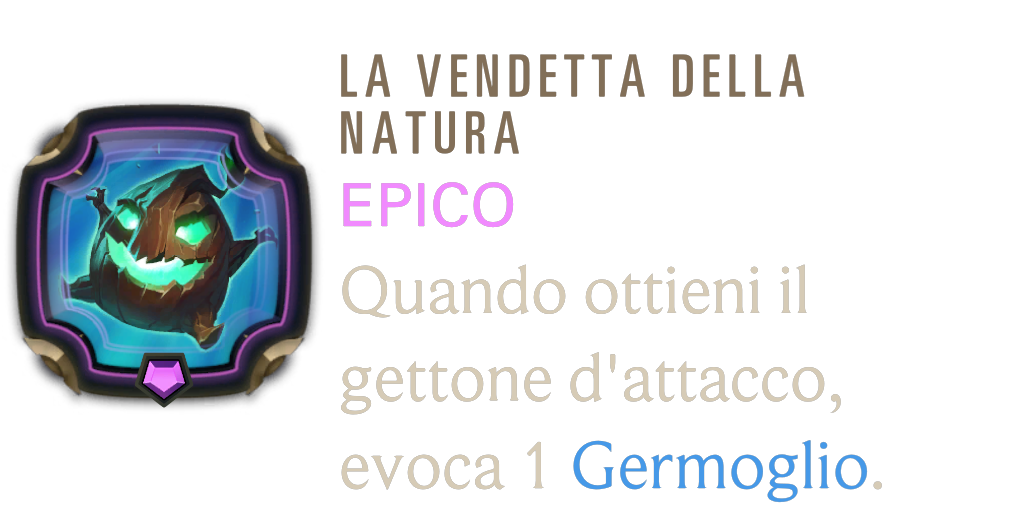 LA VENDETTA DELLA
NATURA
EPICO
Quando ottieni il
gettone d'attacco,
evoca 1 Germoglio.